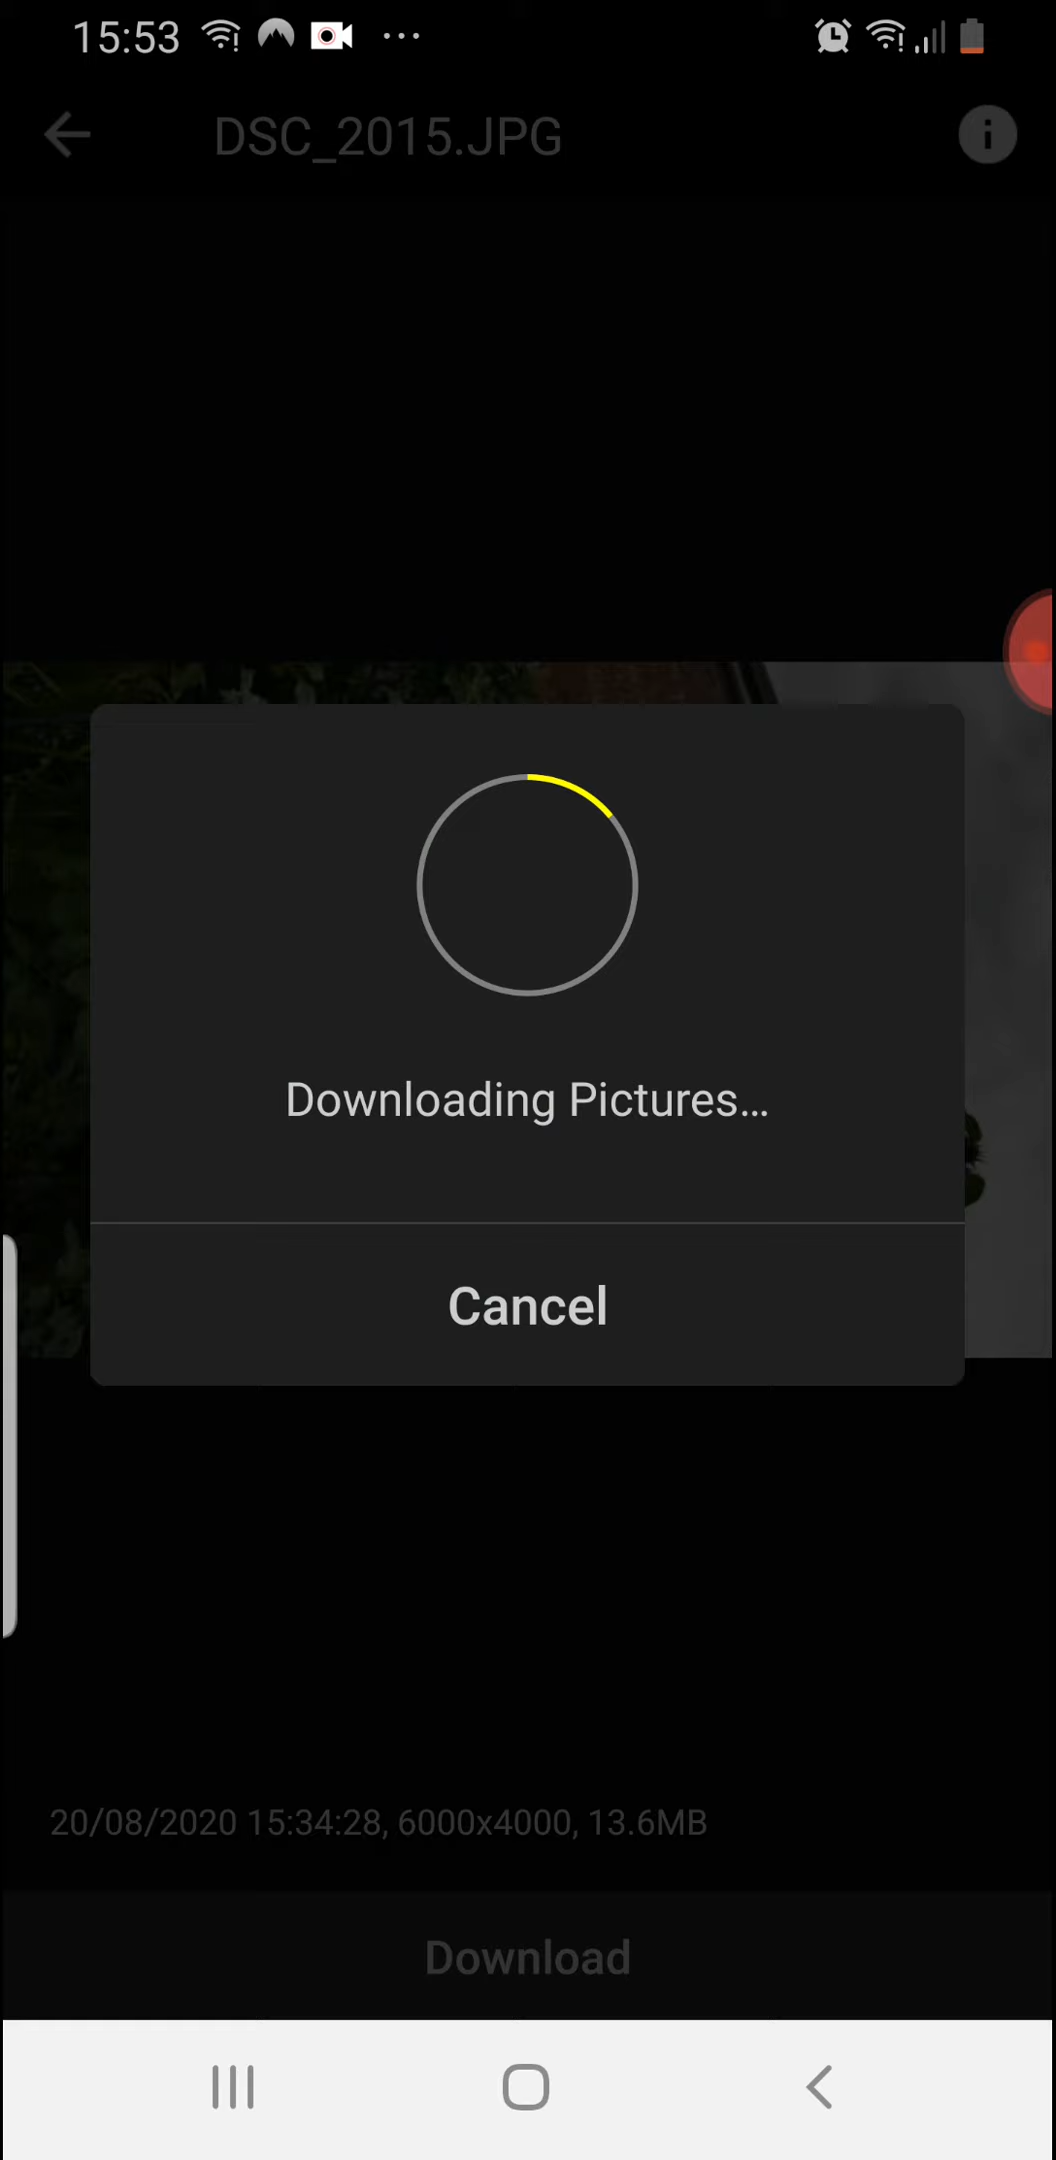 15:53
DSC_2015.JPG
Downloading Pictures...
Cancel
20/08/2020 15:34:28, 6000x4000, 13.6MB
Download